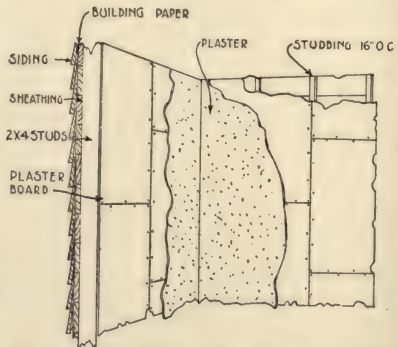 BUILDING PAPER
SIDING
PLASTER
STUDDING 16" O C
SHEATHING
2X4 STUDS
PLASTER
BOARD